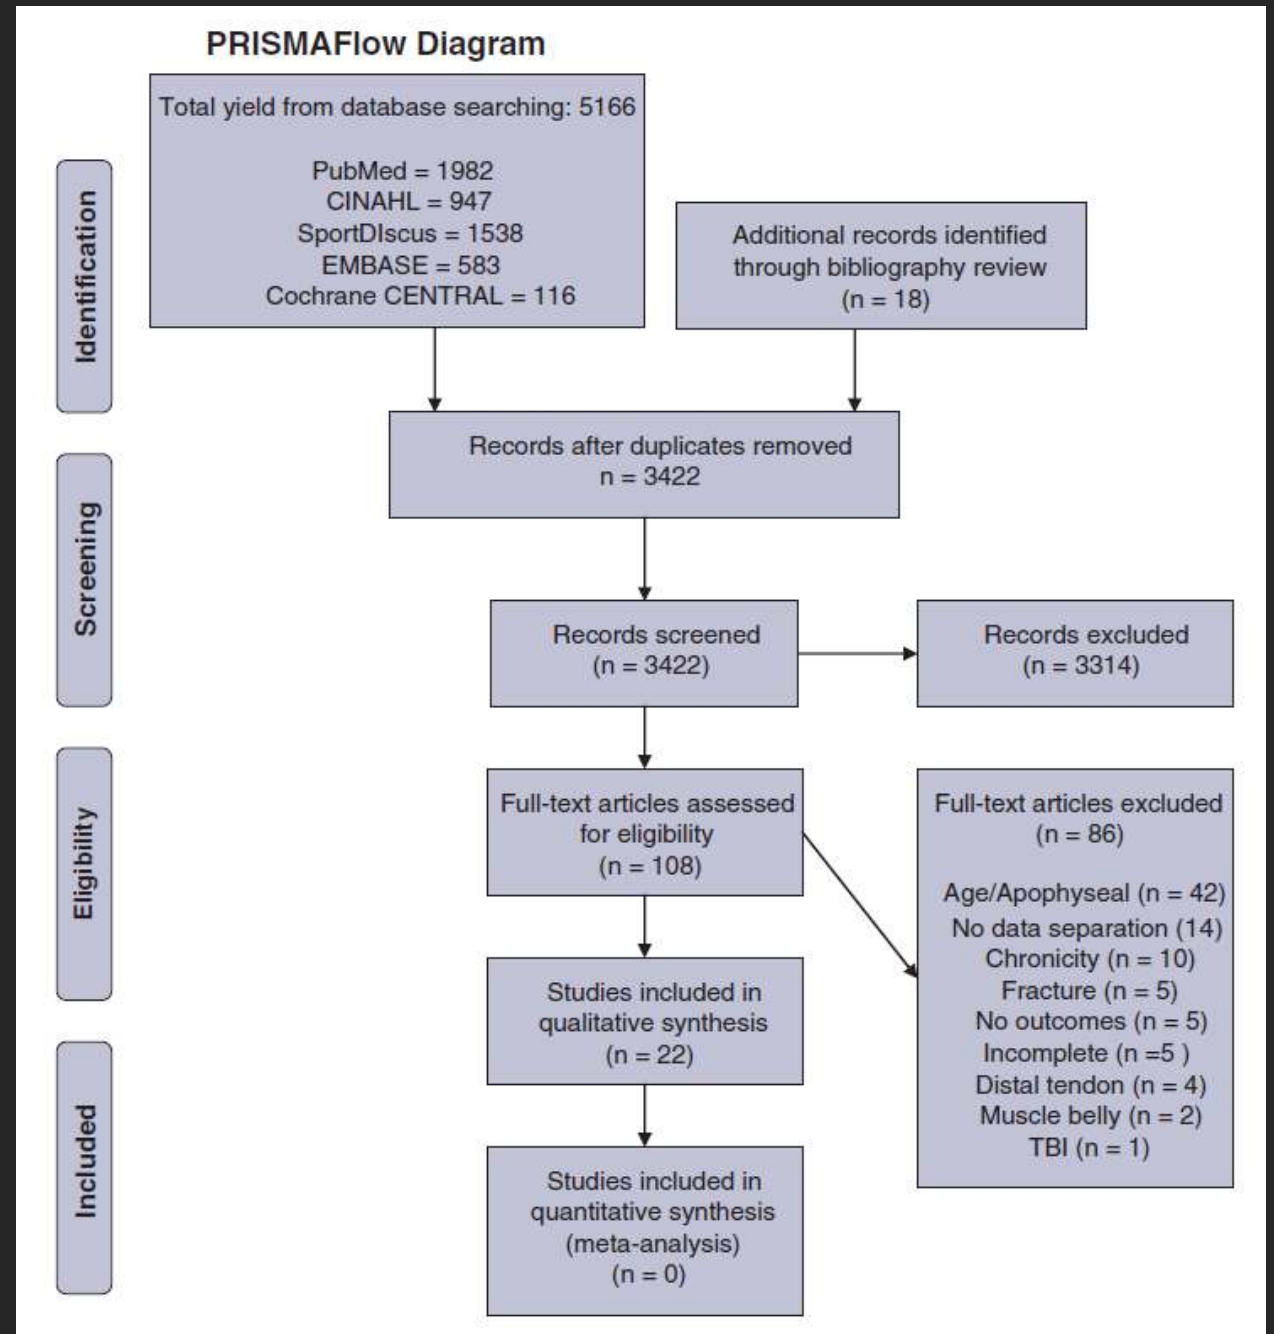 PRISMAFlow Diagram
Total yield from database searching: 5166
PubMed = 1982
CINAHL = 947
SportDIscus = 1538
EMBASE = 583
Cochrane CENTRAL = 116
Additional records identified
through bibliography review
(n = 18)
Identification
Records after duplicates removed
n = 3422
Screening
Records screened
(n = 3422)
Records excluded
(n = 3314)
Eligibility
Full-text articles assessed
for eligibility
(n = 108)
Full-text articles excluded
(n = 86)
Age/Apophyseal (n = 42)
No data separation (14)
Chronicity (n = 10)
Fracture (n = 5)
No outcomes (n = 5)
Incomplete (n =5 )
Distal tendon (n = 4)
Muscle belly (n = 2)
TBI (n = 1)
Studies included in
qualitative synthesis
(n = 22)
Included
Studies included in
quantitative synthesis
(meta-analysis)
(n = 0)